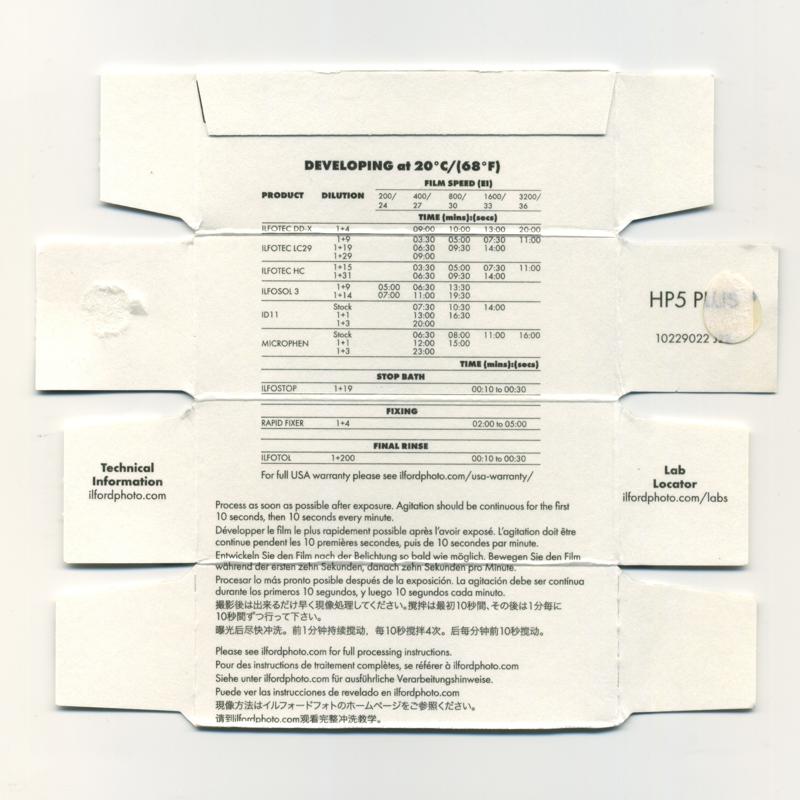 DEVELOPING at 20°C/(68°F)
FILM SPEED (EI)
PRODUCT DILUTION 200/24 400/27 800/30 1600/33 3200/36
TIME (mins):(secs)
ILFOTEC DD-X 1+4 09:00 10:00 13:00 20:00
1+9 03:30 05:00 07:30 11:00
ILFOTEC LC29 1+19 06:30 09:30 14:00
1+29 09:00
ILFOTEC HC 1+15 03:30 05:00 07:30 11:00
1+31 06:30 09:30 14:00
ILFOSOL 3 1+9 05:00 06:30 13:30
1+14 07:00 11:00 19:30
Stock 07:30 10:30 14:00
ID11 1+1 13:00 16:30
1+3 20:00
Stock 06:30 08:00 11:00 16:00
MICROPHEN 1+1 12:00 15:00
1+3 23:00
TIME (mins):(secs)
STOP BATH
ILFOSTOP 1+19 00:10 to 00:30
FIXING
RAPID FIXER 1+4 02:00 to 05:00
FINAL RINSE
ILFOTOL 1+200 00:10 to 00:30
For full USA warranty please see ilfordphoto.com/usa-warranty/
HP5 PLUS
10229022
Technical
Information
ilfordphoto.com
Lab
Locator
ilfordphoto.com/labs
Process as soon as possible after exposure. Agitation should be continuous for the first
10 seconds, then 10 seconds every minute.
Développer le film le plus rapidement possible après l'avoir exposé. L'agitation doit être
continue pendent les 10 premières secondes, puis de 10 secondes par minute.
Entwickeln Sie den Film nach der Belichtung so bald wie möglich. Bewegen Sie den Film
während der ersten zehn Sekunden, danach zehn Sekunden pro Minute.
Procesar lo más pronto posible después de la exposición. La agitación debe ser contínua
durante los primeros 10 segundos, y luego 10 segundos cada minuto.
撮影後は出来るだけ早く現像処理してください。攪拌は最初10秒間、その後は1分毎に
10秒間ずつ行って下さい。
曝光后尽快冲洗。前1分钟持续搅动，每10秒搅拌4次。后每分钟前10秒搅动。
Please see ilfordphoto.com for full processing instructions.
Pour des instructions de traitement complètes, se référer à ilfordphoto.com
Siehe unter ilfordphoto.com für ausführliche Verarbeitungshinweise.
Puede ver las instrucciones de revelado en ilfordphoto.com
現像方法はイルフォードフォトのホームページをご参照ください。
请到ilfordphoto.com观看完整冲洗教学。